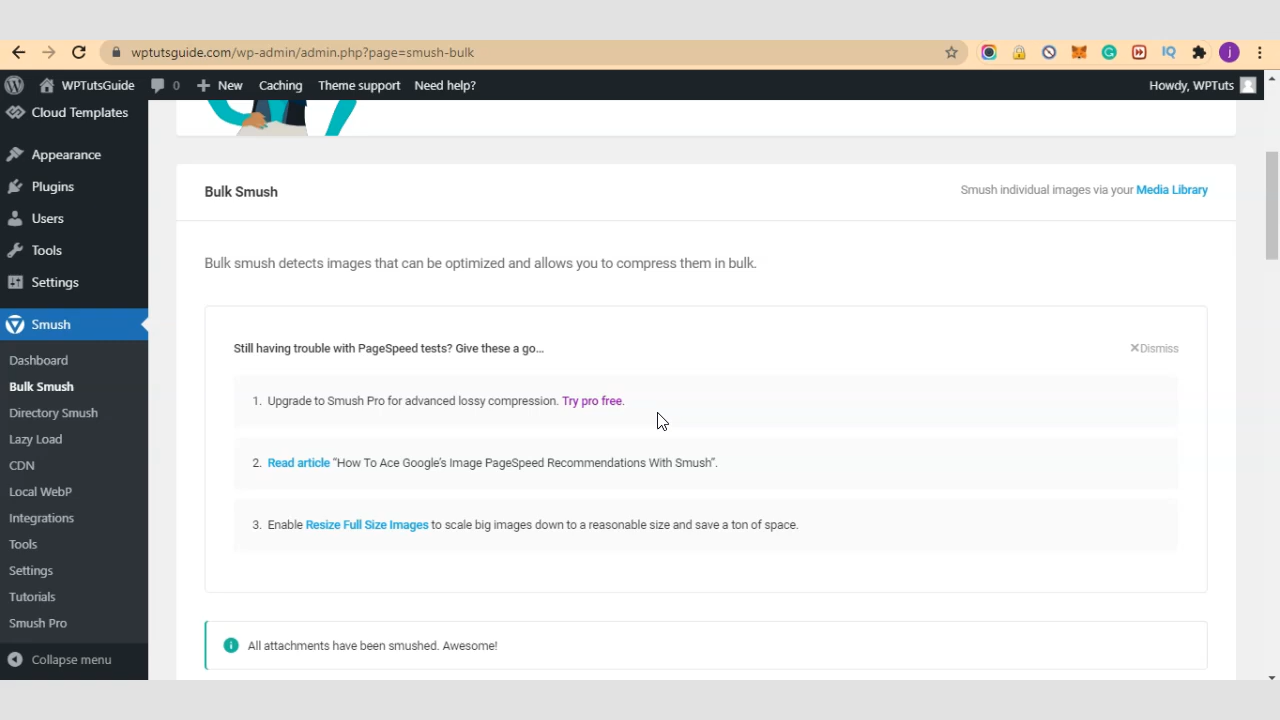 wptutsguide.com/wp-admin/admin.php?page=smush-bulk
j
IQ
WPTutsGuide 0 New Caching Theme support Need help? Howdy, WPTuts
Cloud Templates
Appearance
Plugins
Users
Tools
Settings
Smush
Dashboard
Bulk Smush
Directory Smush
Lazy Load
CDN
Local WebP
Integrations
Tools
Settings
Tutorials
Smush Pro
Collapse menu
Bulk Smush
Smush individual images via your Media Library
Bulk smush detects images that can be optimized and allows you to compress them in bulk.
Still having trouble with PageSpeed tests? Give these a go...
Dismiss
1. Upgrade to Smush Pro for advanced lossy compression. Try pro free.
2. Read article “How To Ace Google’s Image PageSpeed Recommendations With Smush”.
3. Enable Resize Full Size Images to scale big images down to a reasonable size and save a ton of space.
All attachments have been smushed. Awesome!